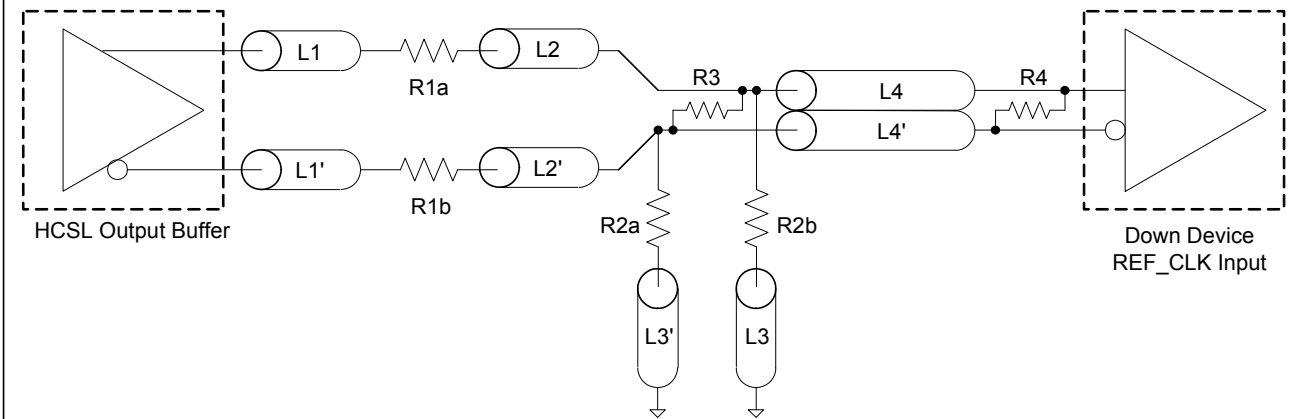 L1
R1a
L2
R3
L4
R4
L1'
R1b
L2'
L4'
HCSL Output Buffer
R2a
R2b
Down Device
REF_CLK Input
L3'
L3